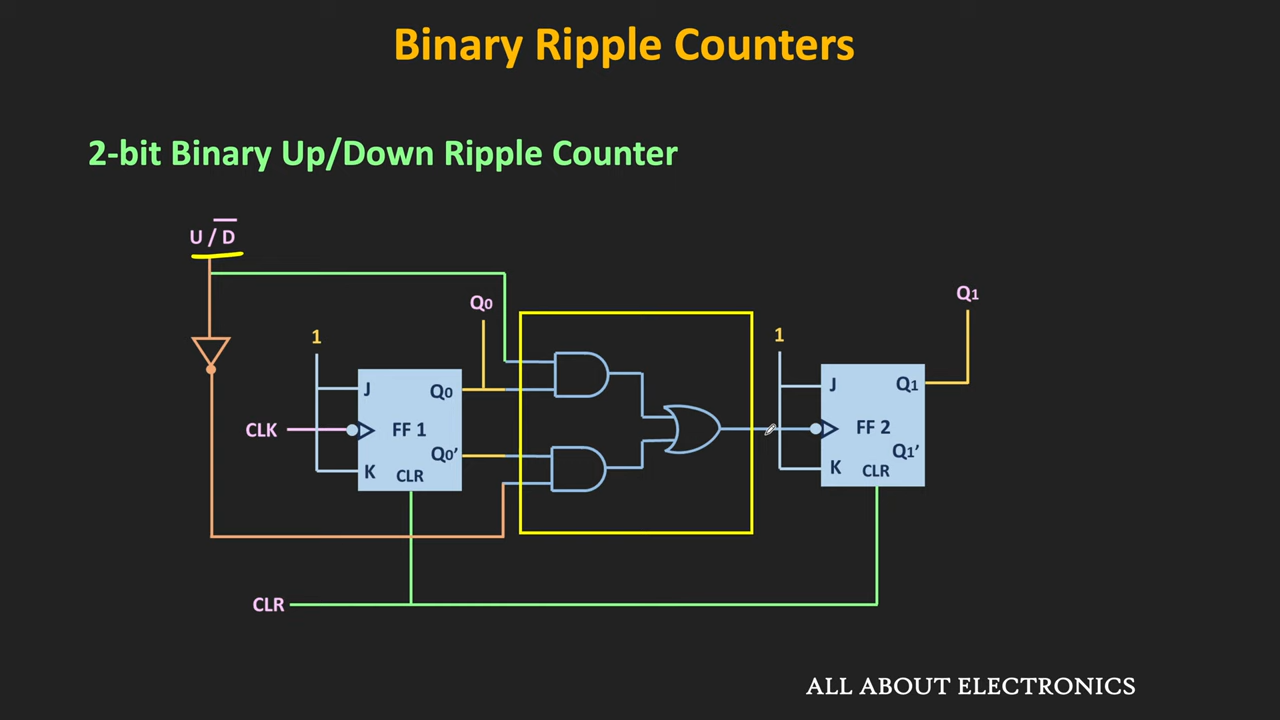 Binary Ripple Counters
2-bit Binary Up/Down Ripple Counter
U / D̅
Q0
Q1
1
1
J
Q0
J
Q1
CLK
FF 1
FF 2
Q0'
Q1'
K
CLR
K
CLR
CLR
ALL ABOUT ELECTRONICS